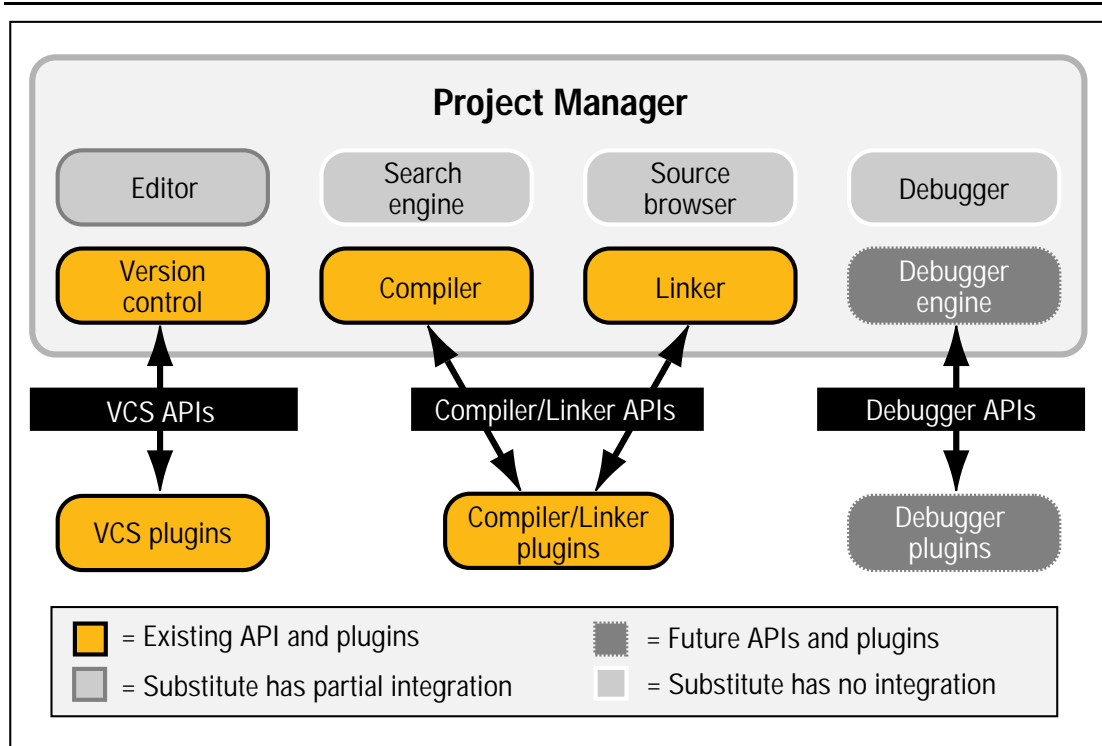 Project Manager
Editor
Search
engine
Source
browser
Debugger
Version
control
Compiler
Linker
Debugger
engine
VCS APIs
Compiler/Linker APIs
Debugger APIs
VCS plugins
Compiler/Linker
plugins
Debugger
plugins
= Existing API and plugins
= Future APIs and plugins
= Substitute has partial integration
= Substitute has no integration